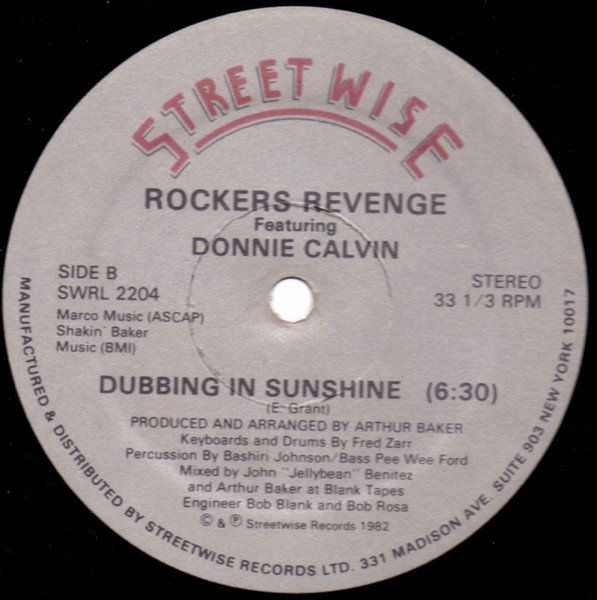 STREETWISE
ROCKERS REVENGE
Featuring
DONNIE CALVIN
SIDE B
SWRL 2204
Marco Music (ASCAP)
Shakin' Baker
Music (BMI)
STEREO
33 1/3 RPM
DUBBING IN SUNSHINE (6:30)
(E. Grant)
PRODUCED AND ARRANGED BY ARTHUR BAKER
Keyboards and Drums By Fred Zarr
Percussion By Bashiri Johnson/Bass Pee Wee Ford
Mixed by John "Jellybean" Benitez
and Arthur Baker at Blank Tapes
Engineer Bob Blank and Bob Rosa
© & ℗ Streetwise Records 1982
MANUFACTURED & DISTRIBUTED BY STREETWISE RECORDS LTD. 331 MADISON AVE. SUITE 903 NEW YORK 10017